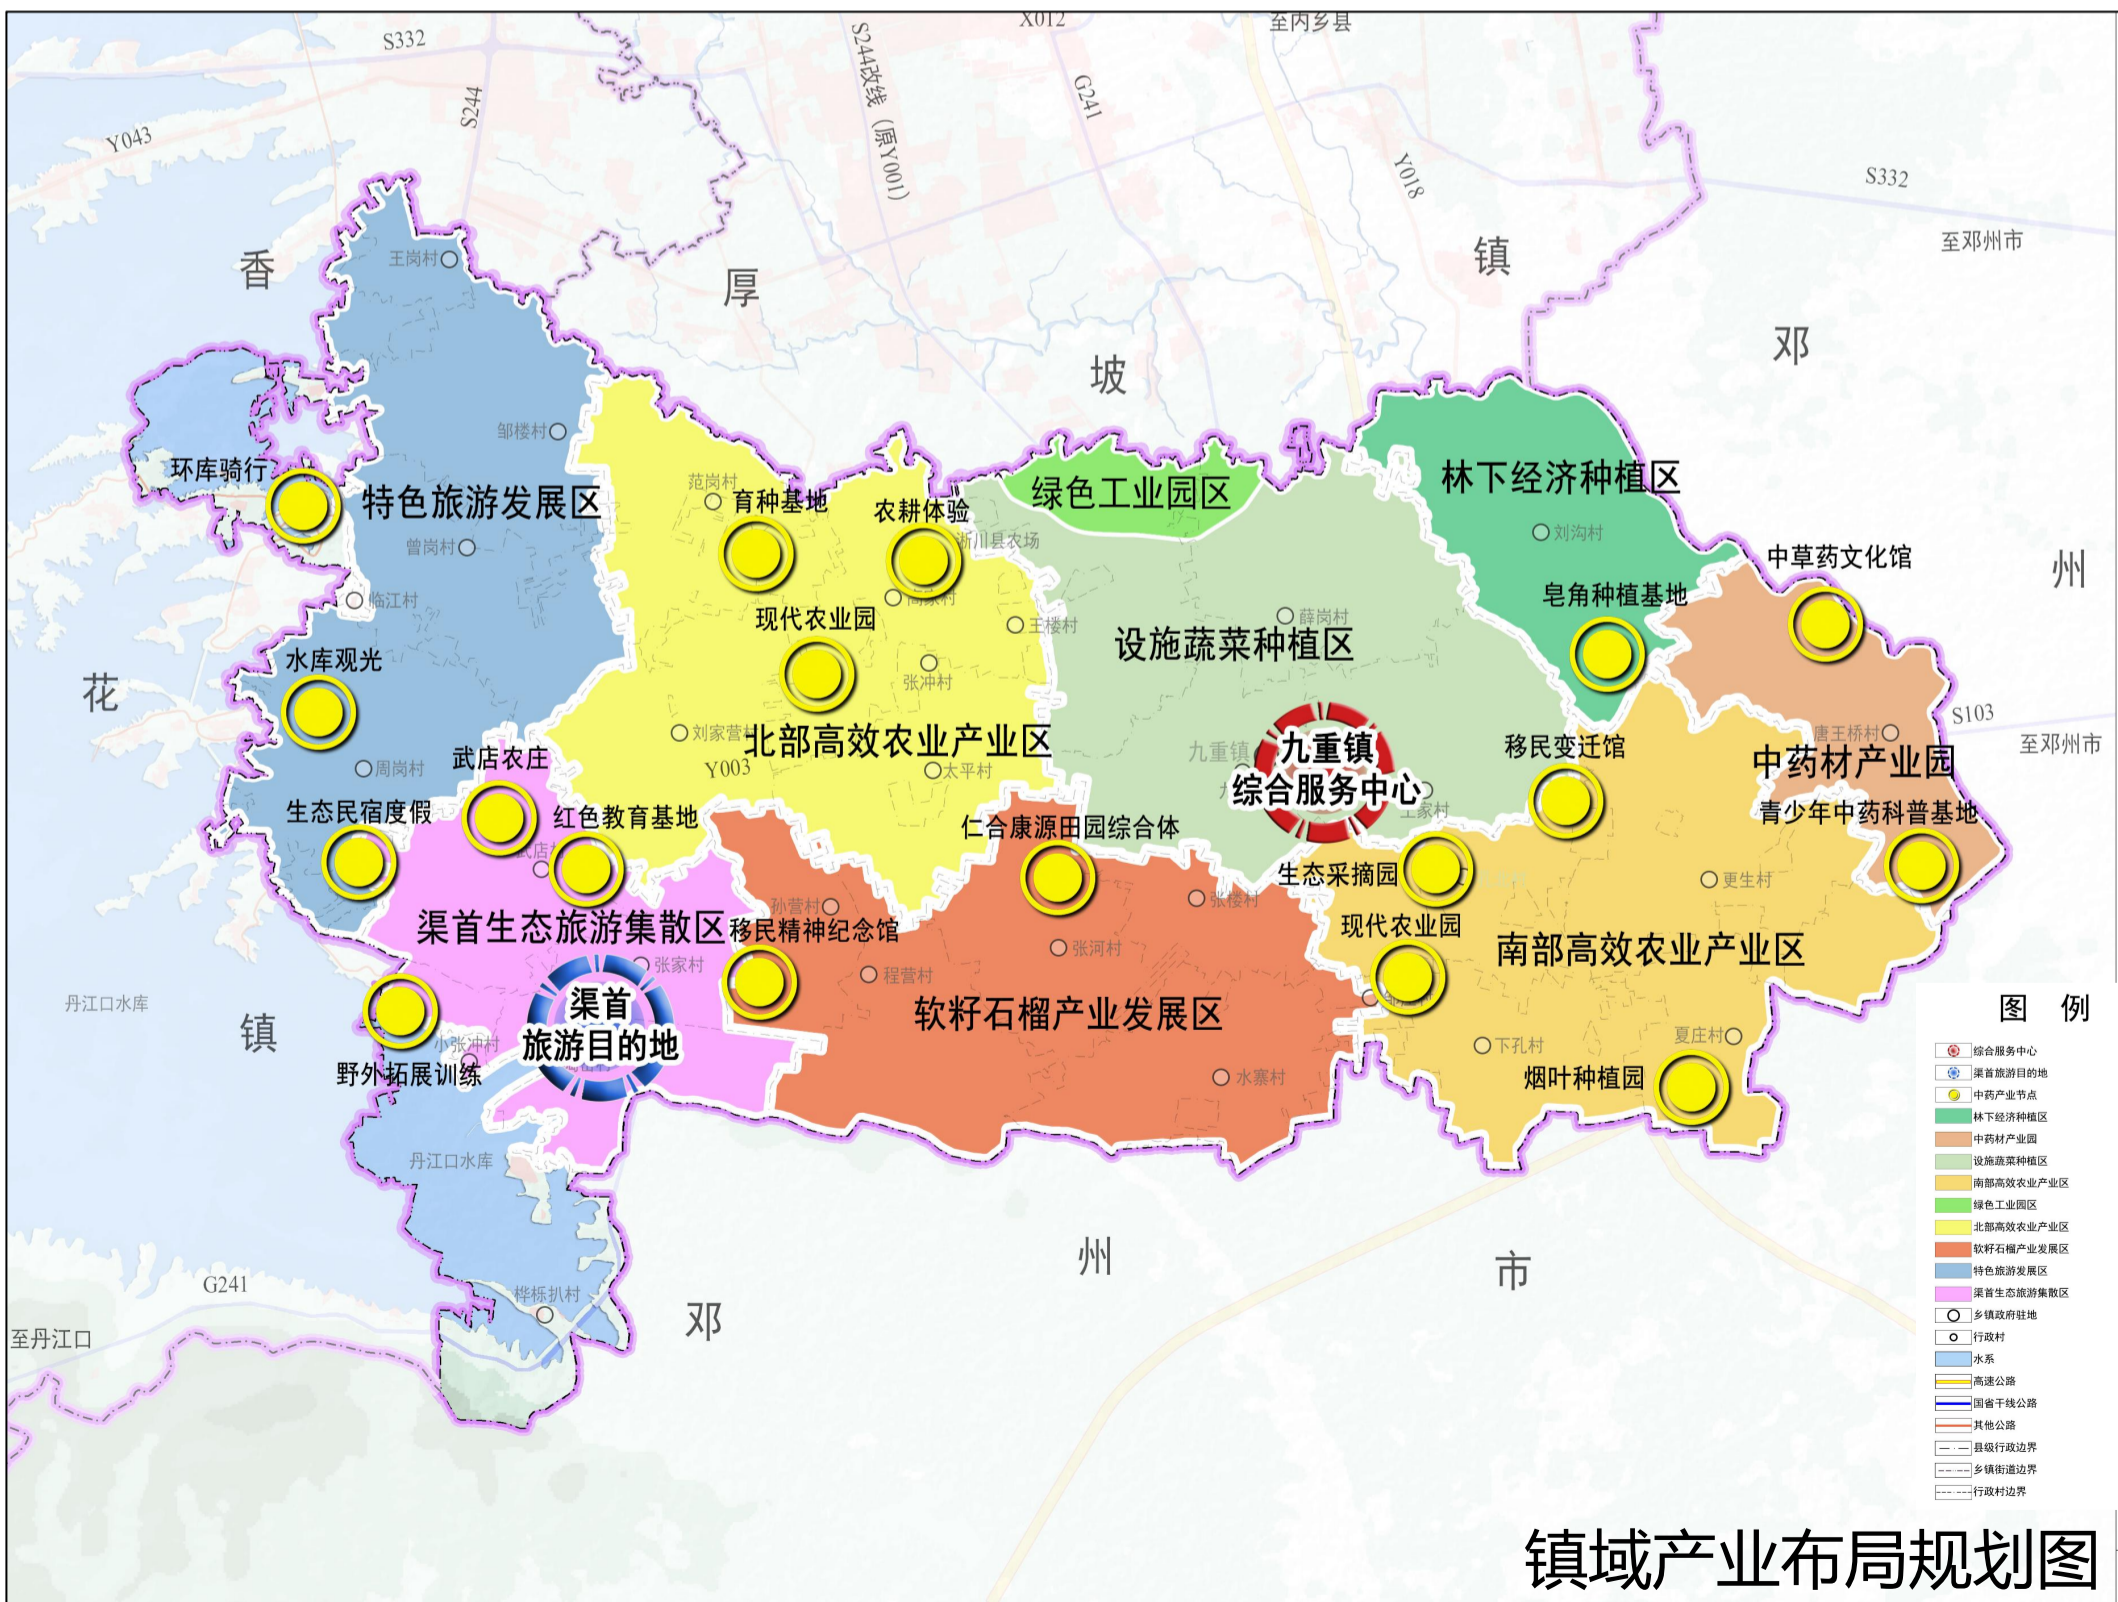 X012
至内乡县
S332
S244
S244改线（原Y001）
G241
Y043
Y018
S332
至邓州市
香
厚
镇
坡
邓
州
王岗村
邹楼村
环库骑行
特色旅游发展区
曾岗村
临江村
范岗村
育种基地
农耕体验
淅川县农场
绿色工业园区
林下经济种植区
刘沟村
中草药文化馆
皂角种植基地
现代农业园
王楼村
薛岗村
设施蔬菜种植区
张冲村
水库观光
花
周岗村
武店农庄
刘家营村
北部高效农业产业区
Y003
太平村
九重镇
九重镇
综合服务中心
移民变迁馆
唐王桥村
中药材产业园
S103
至邓州市
生态民宿度假
红色教育基地
仁合康源田园综合体
青少年中药科普基地
生态采摘园
更生村
张楼村
孙营村
渠首生态旅游集散区
移民精神纪念馆
现代农业园
南部高效农业产业区
张家村
程营村
张河村
丹江口水库
镇
渠首
旅游目的地
软籽石榴产业发展区
小张冲村
野外拓展训练
下孔村
夏庄村
水寨村
烟叶种植园
丹江口水库
桦栎扒村
G241
至丹江口
邓
州
市
图 例
综合服务中心
渠首旅游目的地
中药产业节点
林下经济种植区
中药材产业园
设施蔬菜种植区
南部高效农业产业区
绿色工业园区
北部高效农业产业区
软籽石榴产业发展区
特色旅游发展区
渠首生态旅游集散区
乡镇政府驻地
行政村
水系
高速公路
国省干线公路
其他公路
县级行政边界
乡镇街道边界
行政村边界
镇域产业布局规划图